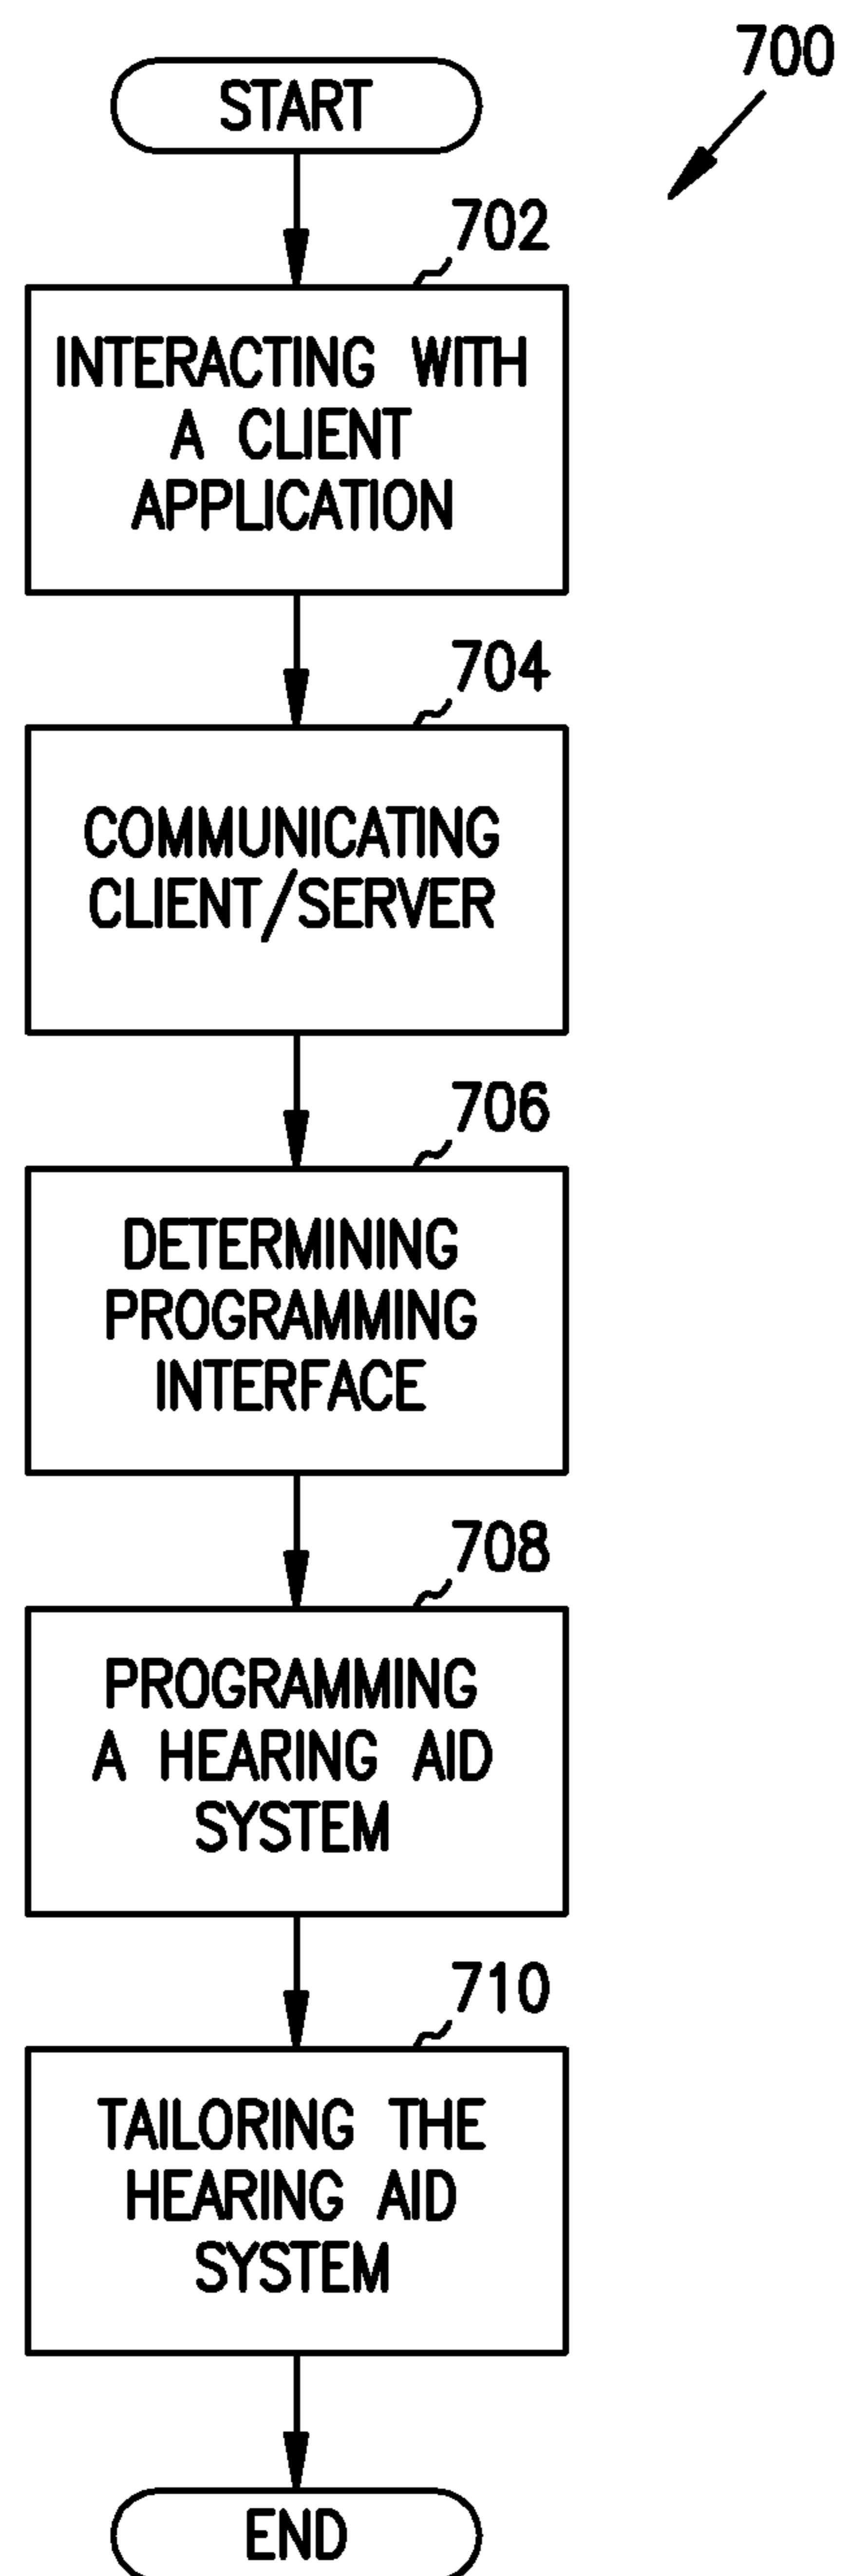 700
START
702
INTERACTING WITH
A CLIENT
APPLICATION
704
COMMUNICATING
CLIENT/SERVER
706
DETERMINING
PROGRAMMING
INTERFACE
708
PROGRAMMING
A HEARING AID
SYSTEM
710
TAILORING THE
HEARING AID
SYSTEM
END